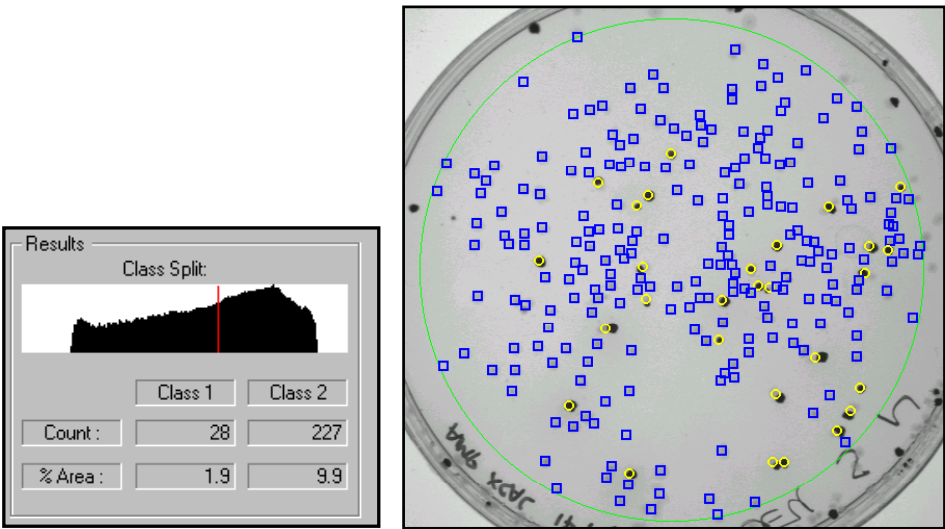 Results
Class Split:
Class 1 Class 2
Count : 28 227
% Area : 1.9 9.9